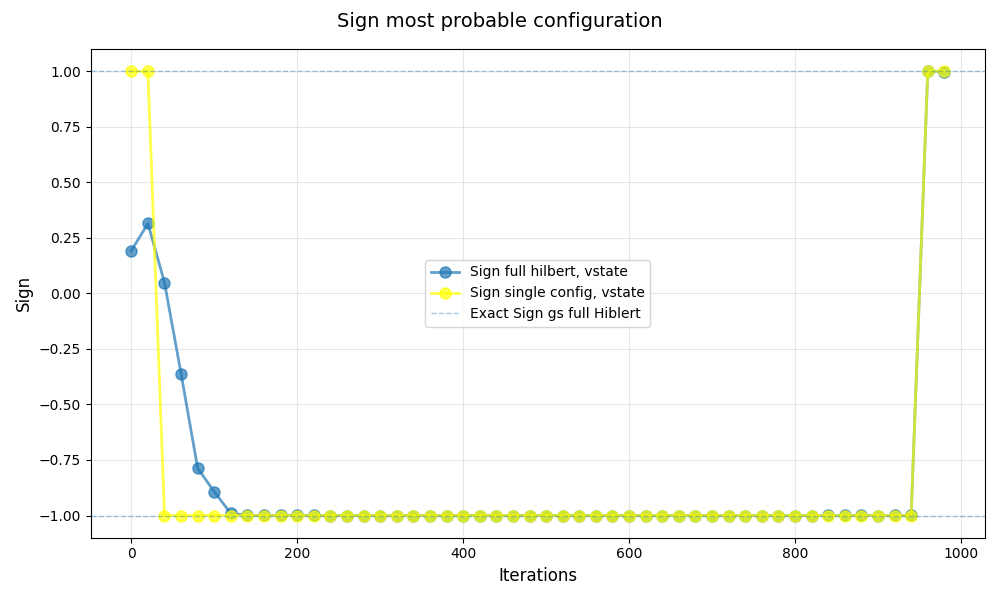 Sign most probable configuration
1.00
0.75
0.50
0.25
0.00
−0.25
−0.50
−0.75
−1.00
Sign
Sign full hilbert, vstate
Sign single config, vstate
Exact Sign gs full Hiblert
0 200 400 600 800 1000
Iterations